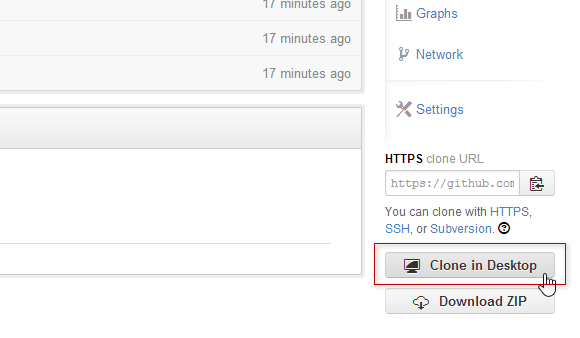 17 minutes ago
17 minutes ago
17 minutes ago
Graphs
Network
Settings
HTTPS clone URL
https://github.com
You can clone with HTTPS,
SSH, or Subversion. ?
Clone in Desktop
Download ZIP